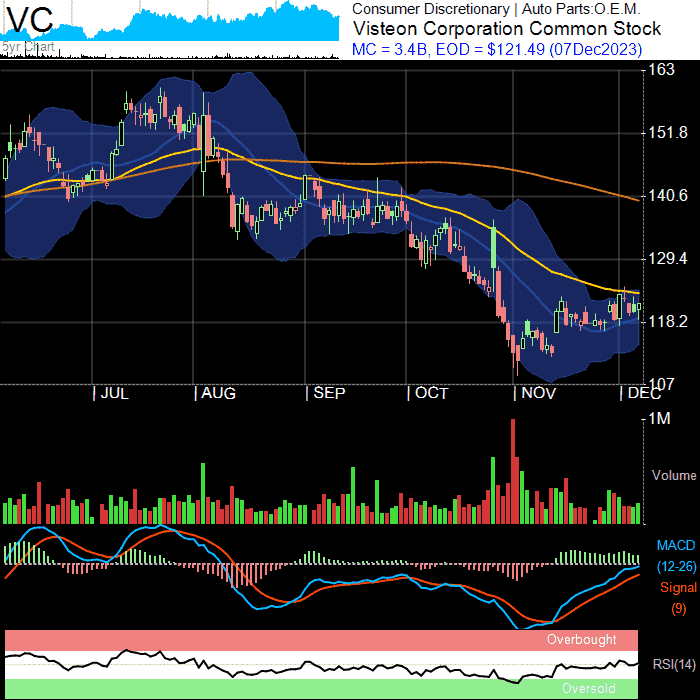 VC
5yr Chart
Consumer Discretionary | Auto Parts:O.E.M.
Visteon Corporation Common Stock
MC = 3.4B, EOD = $121.49 (07Dec2023)
163
151.8
140.6
129.4
118.2
107
| JUL | AUG | SEP | OCT | NOV | DEC
1M
Volume
MACD
(12-26)
Signal
(9)
Overbought
RSI(14)
Oversold